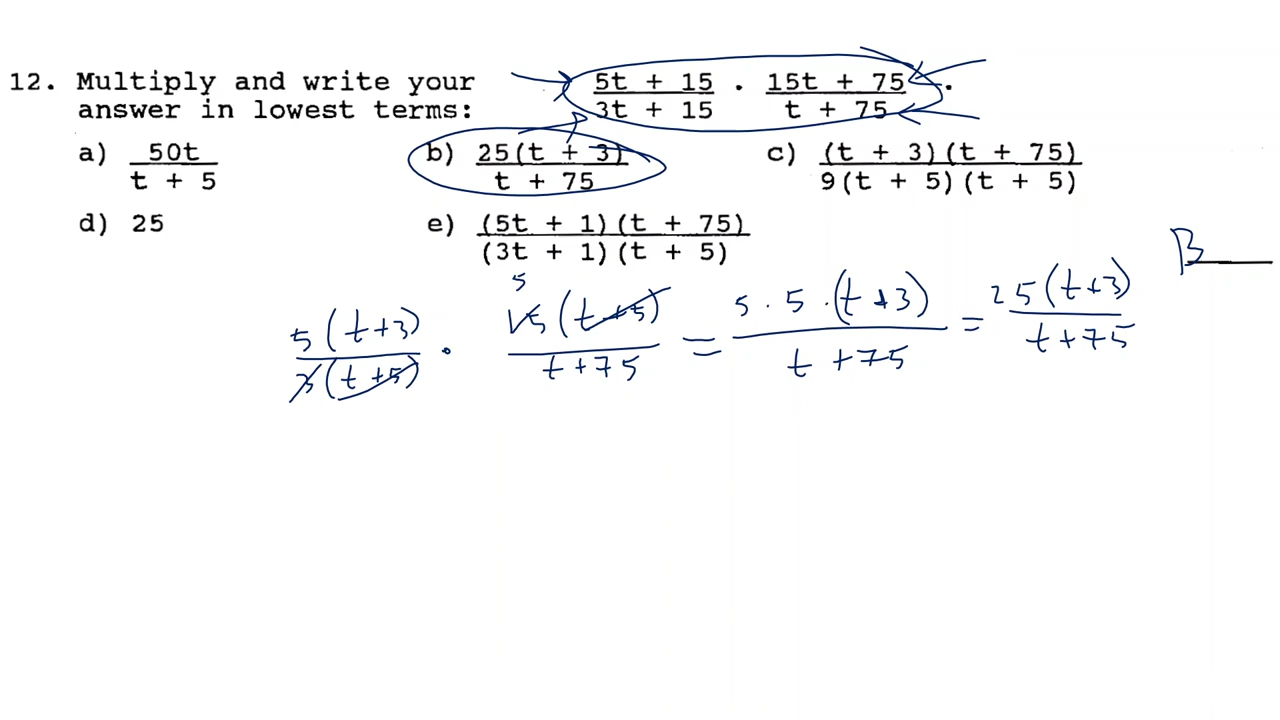 12. Multiply and write your answer in lowest terms: 5t + 15 / 3t + 15 · 15t + 75 / t + 75 .
a) 50t / t + 5
b) 25(t + 3) / t + 75
c) (t + 3)(t + 75) / 9(t + 5)(t + 5)
d) 25
e) (5t + 1)(t + 75) / (3t + 1)(t + 5)
B
5(t+3) / 3(t+5) · 5 15(t+5) / t+75 = 5 · 5 · (t+3) / t+75 = 25(t+3) / t+75